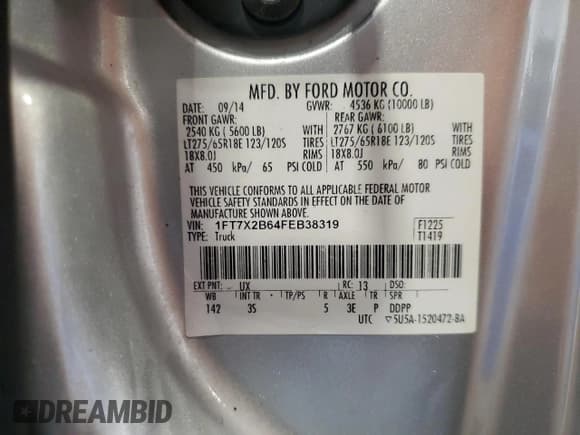 MFD. BY FORD MOTOR CO.
DATE: 09/14 GVWR: 4536 KG (10000 LB)
FRONT GAWR: REAR GAWR:
2540 KG ( 5600 LB) WITH 2767 KG ( 6100 LB) WITH
LT275/65R18E 123/120S TIRES LT275/65R18E 123/120S TIRES
18X8.0J RIMS 18X8.0J RIMS
AT 450 kPa/ 65 PSI COLD AT 550 kPa/ 80 PSI COLD
THIS VEHICLE CONFORMS TO ALL APPLICABLE FEDERAL MOTOR
VEHICLE SAFETY STANDARDS IN EFFECT ON THE DATE OF
MANUFACTURE SHOWN ABOVE.
VIN: 1FT7X2B64FEB38319 F1225
TYPE: Truck T1419
EXT PNT: UX RC: 13 DSO:
WB INT TR TP/PS R AXLE TR SPR
142 3S 5 3E P DDPP
UTC ▽5U5A-1520472-BA
DREAMBID